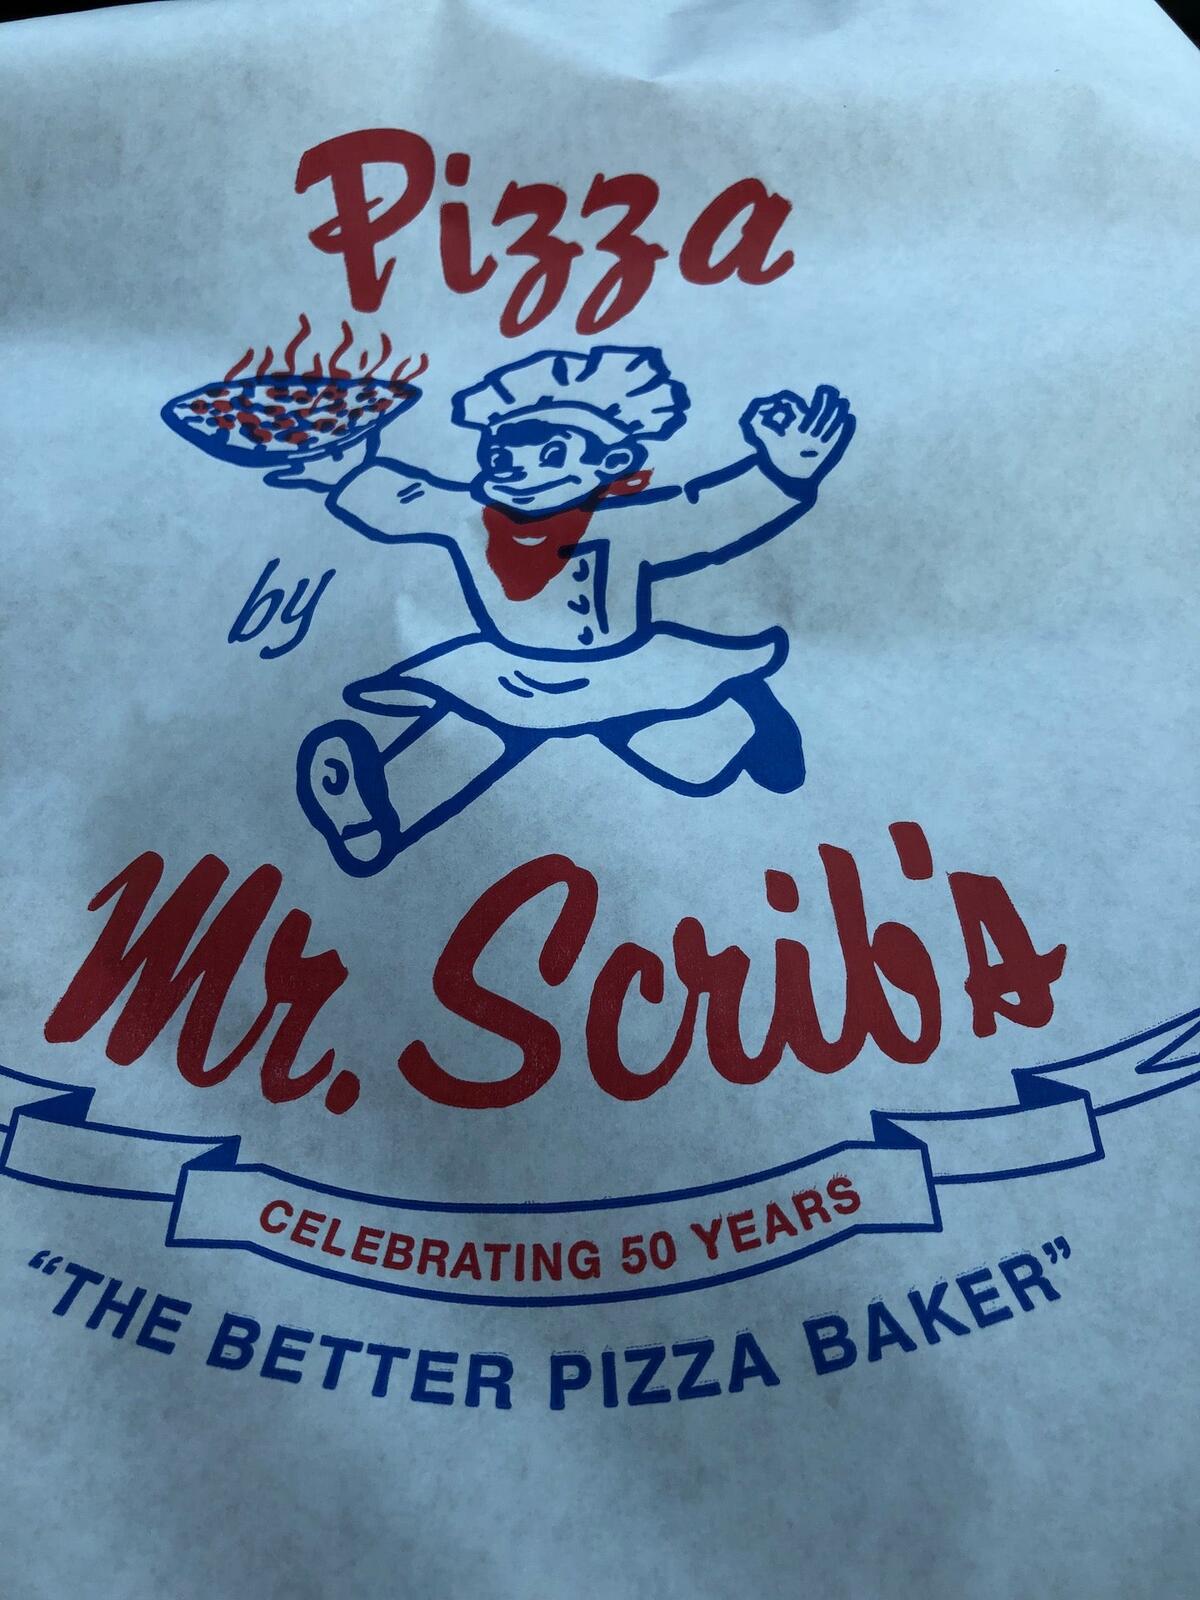 Pizza
by
Mr. Scrib's
CELEBRATING 50 YEARS
“THE BETTER PIZZA BAKER”